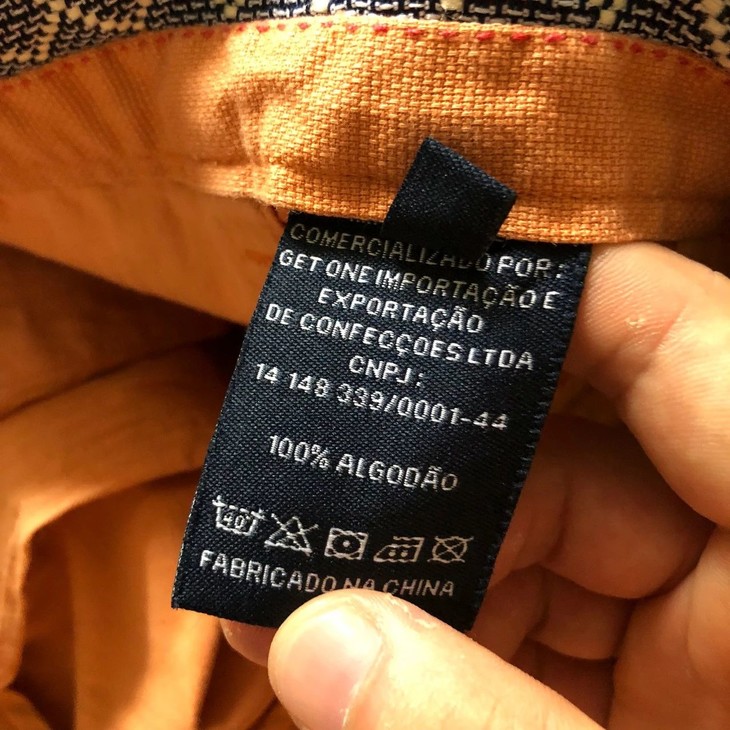 COMERCIALIZADO POR:
GET ONE IMPORTAÇÃO E
EXPORTAÇÃO
DE CONFECÇOES LTDA
CNPJ:
14 148 339/0001-44
100% ALGODÃO
40
FABRICADO NA CHINA